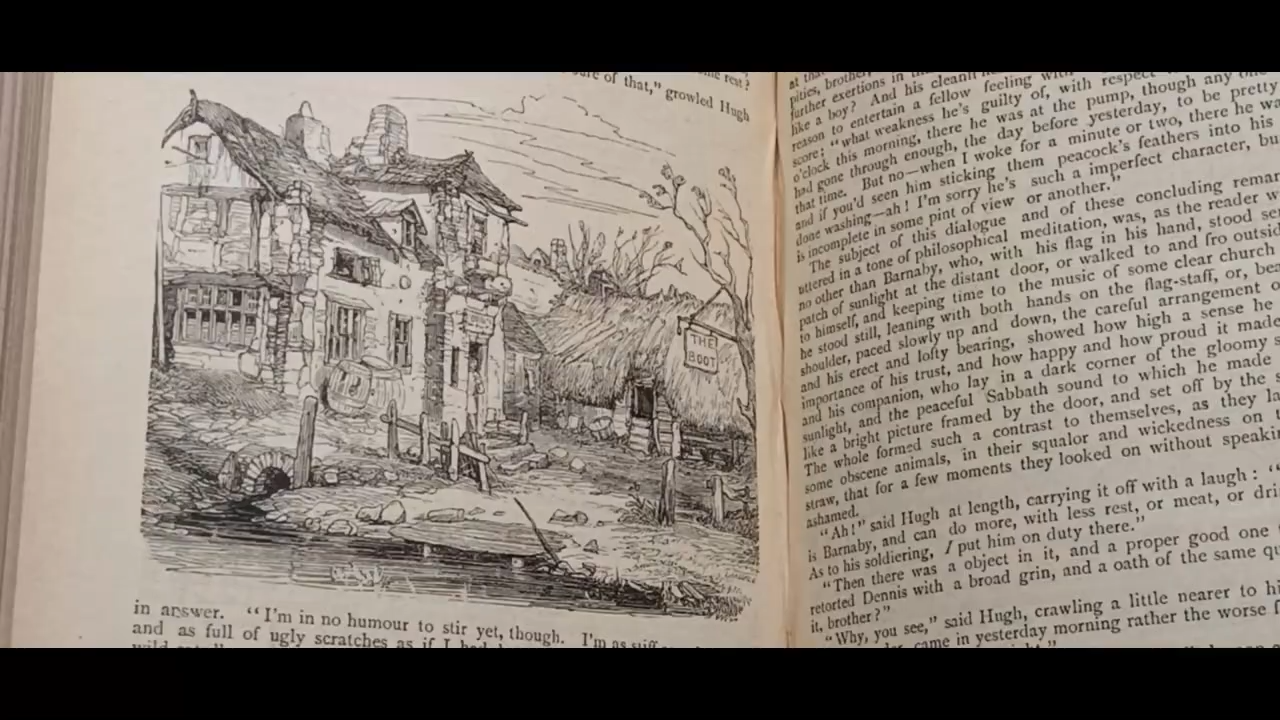 some rest?
care of that," growled Hugh
THE
BOOT
in answer. "I'm in no humour to stir yet, though. I'm as stiff
and as full of ugly scratches as if I had
at that
pities, brother,
further exertions in
like a boy? And his cleanli
reason to entertain a fellow feeling with
score; "what weakness he's guilty of, with respect
o'clock this morning, there he was at the pump, though any one
had gone through enough, the day before yesterday, to be pretty
that time. But no—when I woke for a minute or two, there he wa
and if you'd seen him sticking them peacock's feathers into his
done washing—ah! I'm sorry he's such a imperfect character, bu
is incomplete in some pint of view or another."
The subject of this dialogue and of these concluding remar
uttered in a tone of philosophical meditation, was, as the reader w
no other than Barnaby, who, with his flag in his hand, stood se
patch of sunlight at the distant door, or walked to and fro outsid
to himself, and keeping time to the music of some clear church
he stood still, leaning with both hands on the flag-staff, or, bea
shoulder, paced slowly up and down, the careful arrangement o
and his erect and lofty bearing, showed how high a sense he
importance of his trust, and how happy and how proud it made
and his companion, who lay in a dark corner of the gloomy s
sunlight, and the peaceful Sabbath sound to which he made
like a bright picture framed by the door, and set off by the s
The whole formed such a contrast to themselves, as they la
some obscene animals, in their squalor and wickedness on
straw, that for a few moments they looked on without speakin
ashamed.
"Ah!" said Hugh at length, carrying it off with a laugh: "
is Barnaby, and can do more, with less rest, or meat, or dri
As to his soldiering, I put him on duty there."
"Then there was a object in it, and a proper good one
retorted Dennis with a broad grin, and a oath of the same qu
it, brother?"
"Why, you see," said Hugh, crawling a little nearer to hi
came in yesterday morning rather the worse f